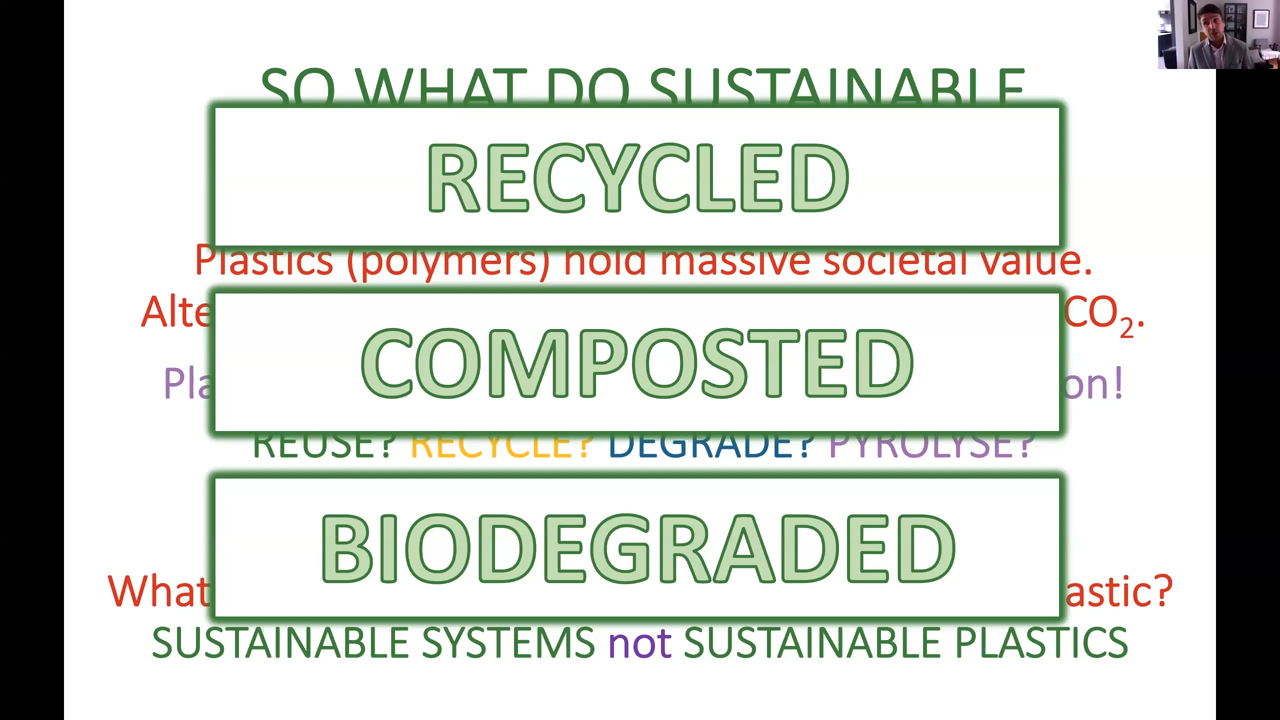 SO WHAT DO SUSTAINABLE
RECYCLED
Plastics (polymers) hold massive societal value.
Alte CO₂.
COMPOSTED
Pla on!
REUSE? RECYCLE? DEGRADE? PYROLYSE?
BIODEGRADED
What astic?
SUSTAINABLE SYSTEMS not SUSTAINABLE PLASTICS